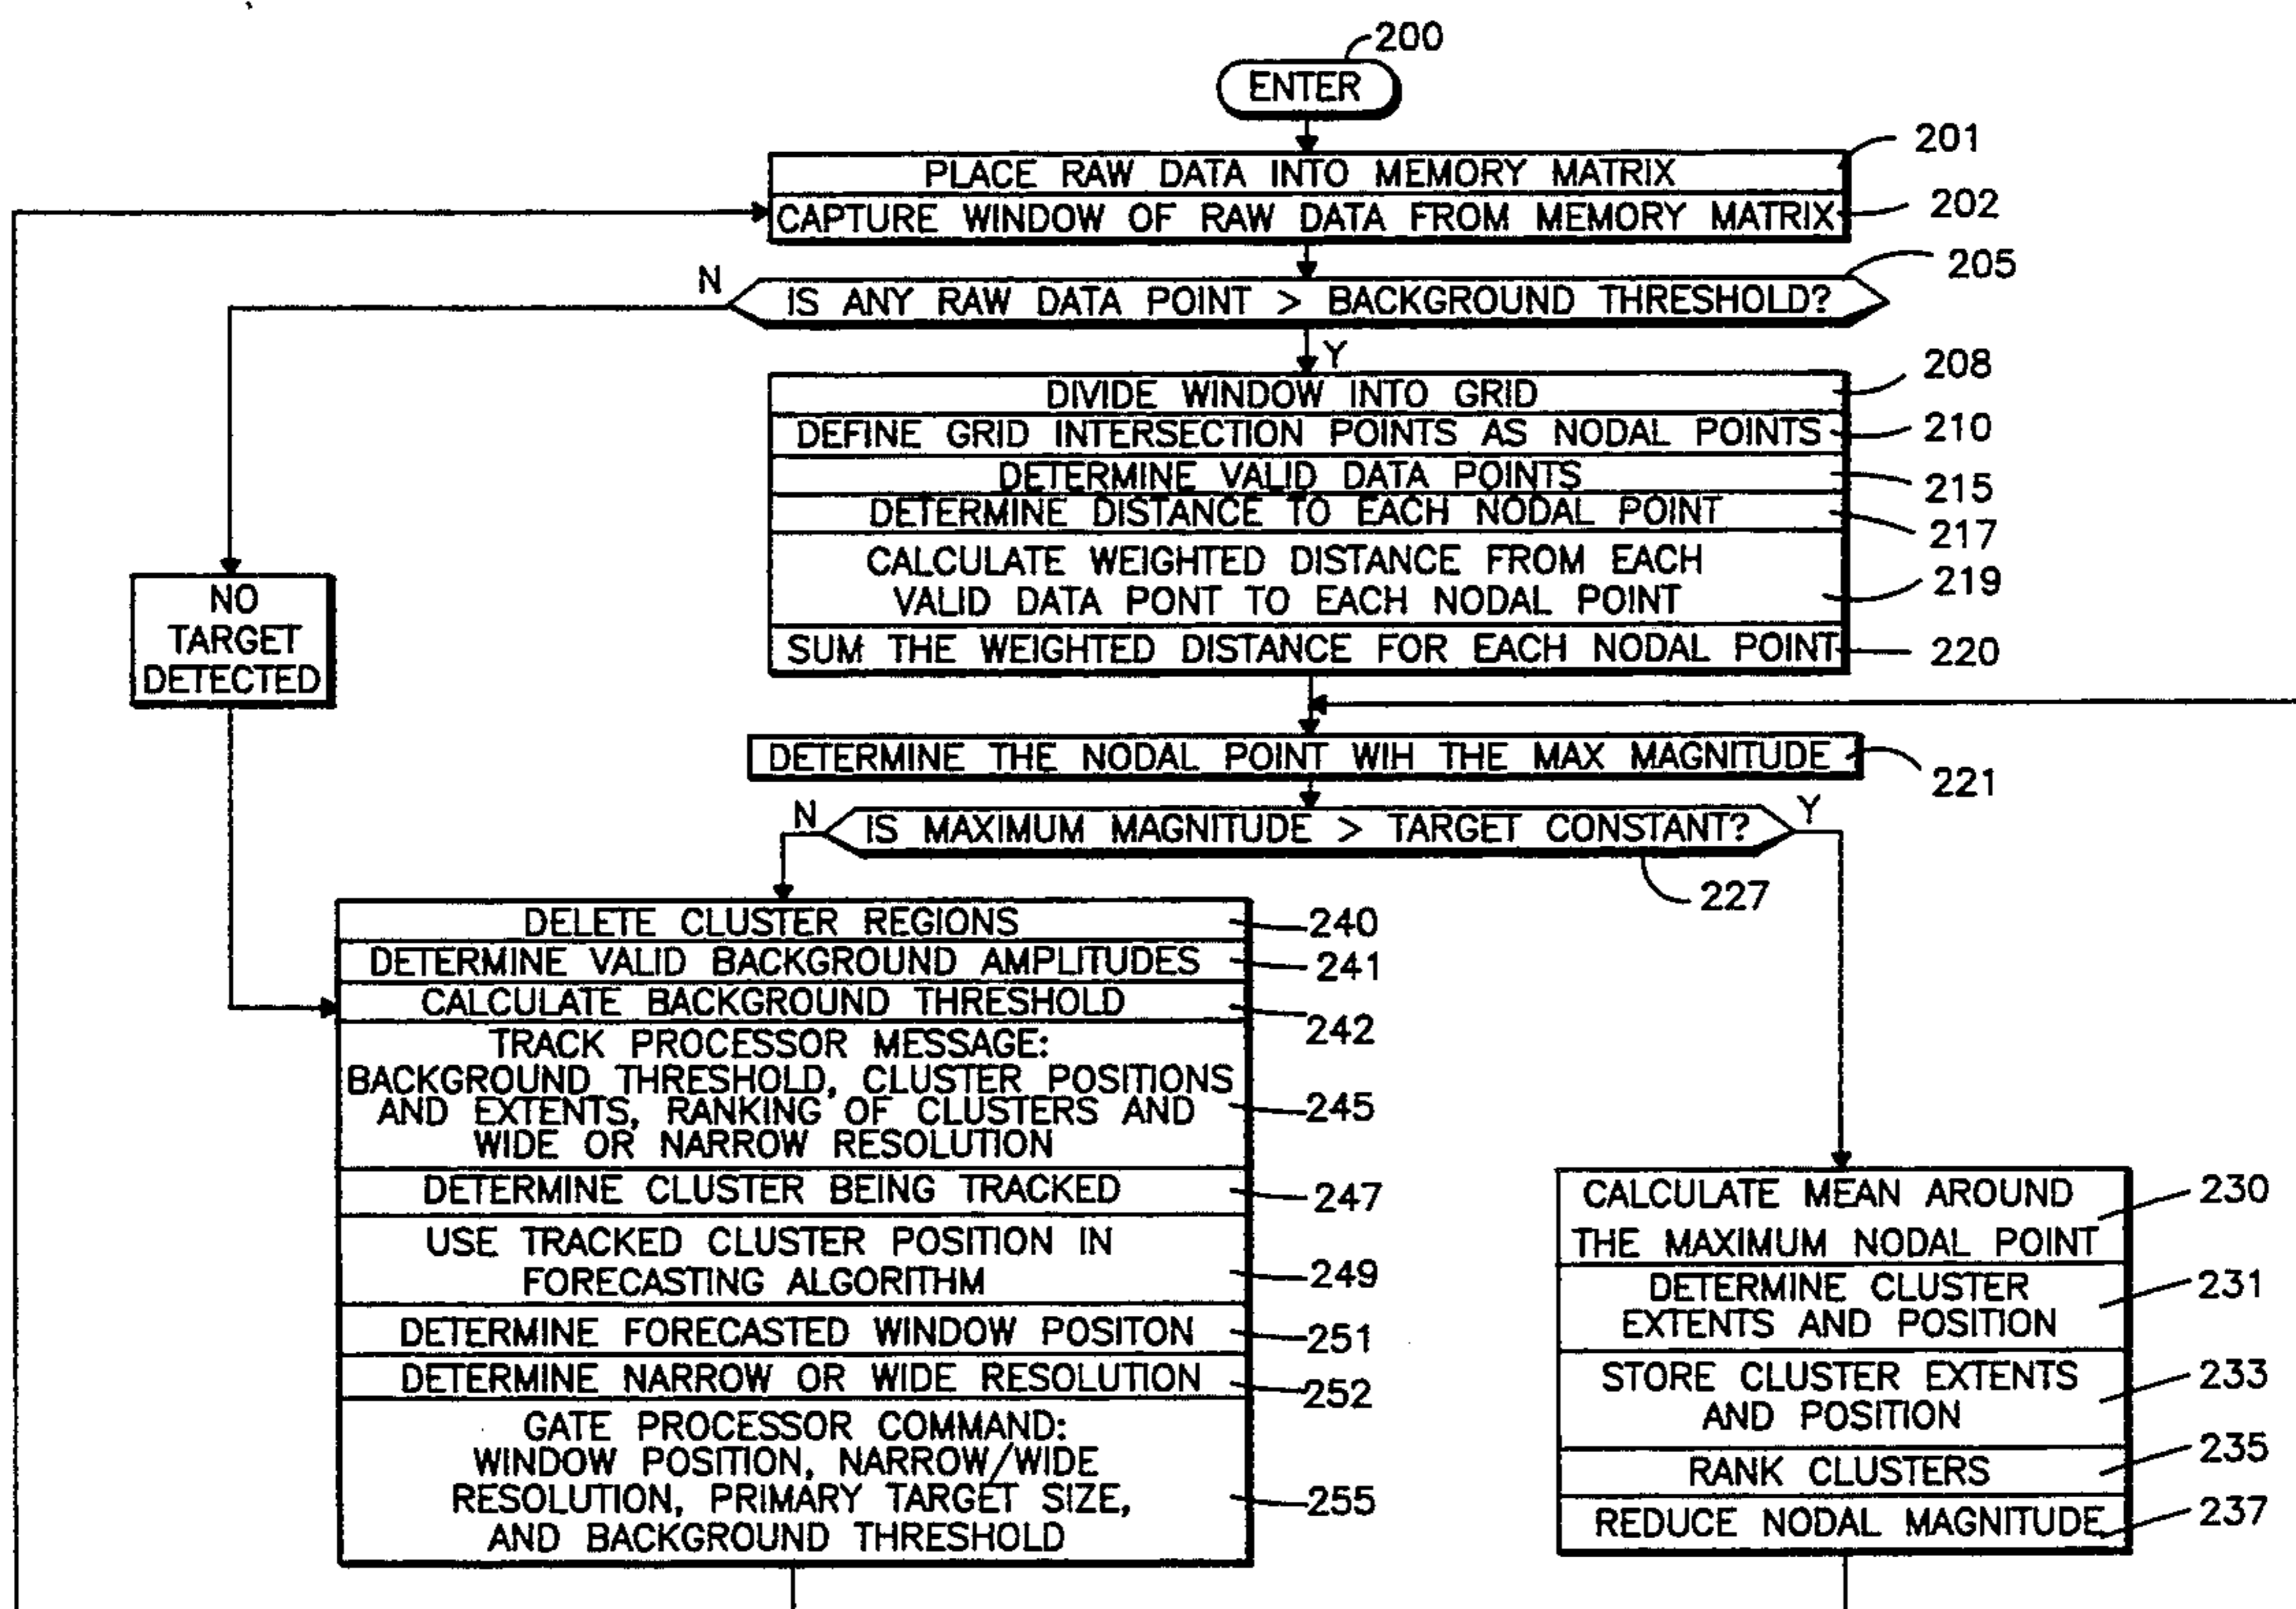 200
ENTER
201
PLACE RAW DATA INTO MEMORY MATRIX
CAPTURE WINDOW OF RAW DATA FROM MEMORY MATRIX
202
205
N
IS ANY RAW DATA POINT > BACKGROUND THRESHOLD?
Y
DIVIDE WINDOW INTO GRID
208
DEFINE GRID INTERSECTION POINTS AS NODAL POINTS
210
DETERMINE VALID DATA POINTS
215
DETERMINE DISTANCE TO EACH NODAL POINT
217
CALCULATE WEIGHTED DISTANCE FROM EACH
VALID DATA PONT TO EACH NODAL POINT
219
SUM THE WEIGHTED DISTANCE FOR EACH NODAL POINT
220
NO
TARGET
DETECTED
DETERMINE THE NODAL POINT WIH THE MAX MAGNITUDE
221
N
IS MAXIMUM MAGNITUDE > TARGET CONSTANT?
Y
227
DELETE CLUSTER REGIONS
240
DETERMINE VALID BACKGROUND AMPLITUDES
241
CALCULATE BACKGROUND THRESHOLD
242
TRACK PROCESSOR MESSAGE:
BACKGROUND THRESHOLD, CLUSTER POSITIONS
AND EXTENTS, RANKING OF CLUSTERS AND
WIDE OR NARROW RESOLUTION
245
DETERMINE CLUSTER BEING TRACKED
247
USE TRACKED CLUSTER POSITION IN
FORECASTING ALGORITHM
249
DETERMINE FORECASTED WINDOW POSITON
251
DETERMINE NARROW OR WIDE RESOLUTION
252
GATE PROCESSOR COMMAND:
WINDOW POSITION, NARROW/WIDE
RESOLUTION, PRIMARY TARGET SIZE,
AND BACKGROUND THRESHOLD
255
CALCULATE MEAN AROUND
THE MAXIMUM NODAL POINT
230
DETERMINE CLUSTER
EXTENTS AND POSITION
231
STORE CLUSTER EXTENTS
AND POSITION
233
RANK CLUSTERS
235
REDUCE NODAL MAGNITUDE
237